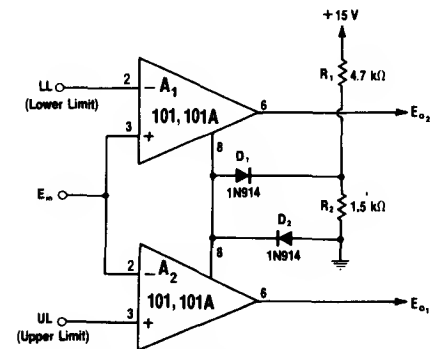 +15 V
R₁ 4.7 kΩ
LL
(Lower Limit)
2
− A₁
101, 101A
3
+
6
Eo₂
8
D₁
1N914
Ein
R₂ 1.5 kΩ
D₂
1N914
8
2
− A₂
101, 101A
3
+
6
Eo₁
UL
(Upper Limit)